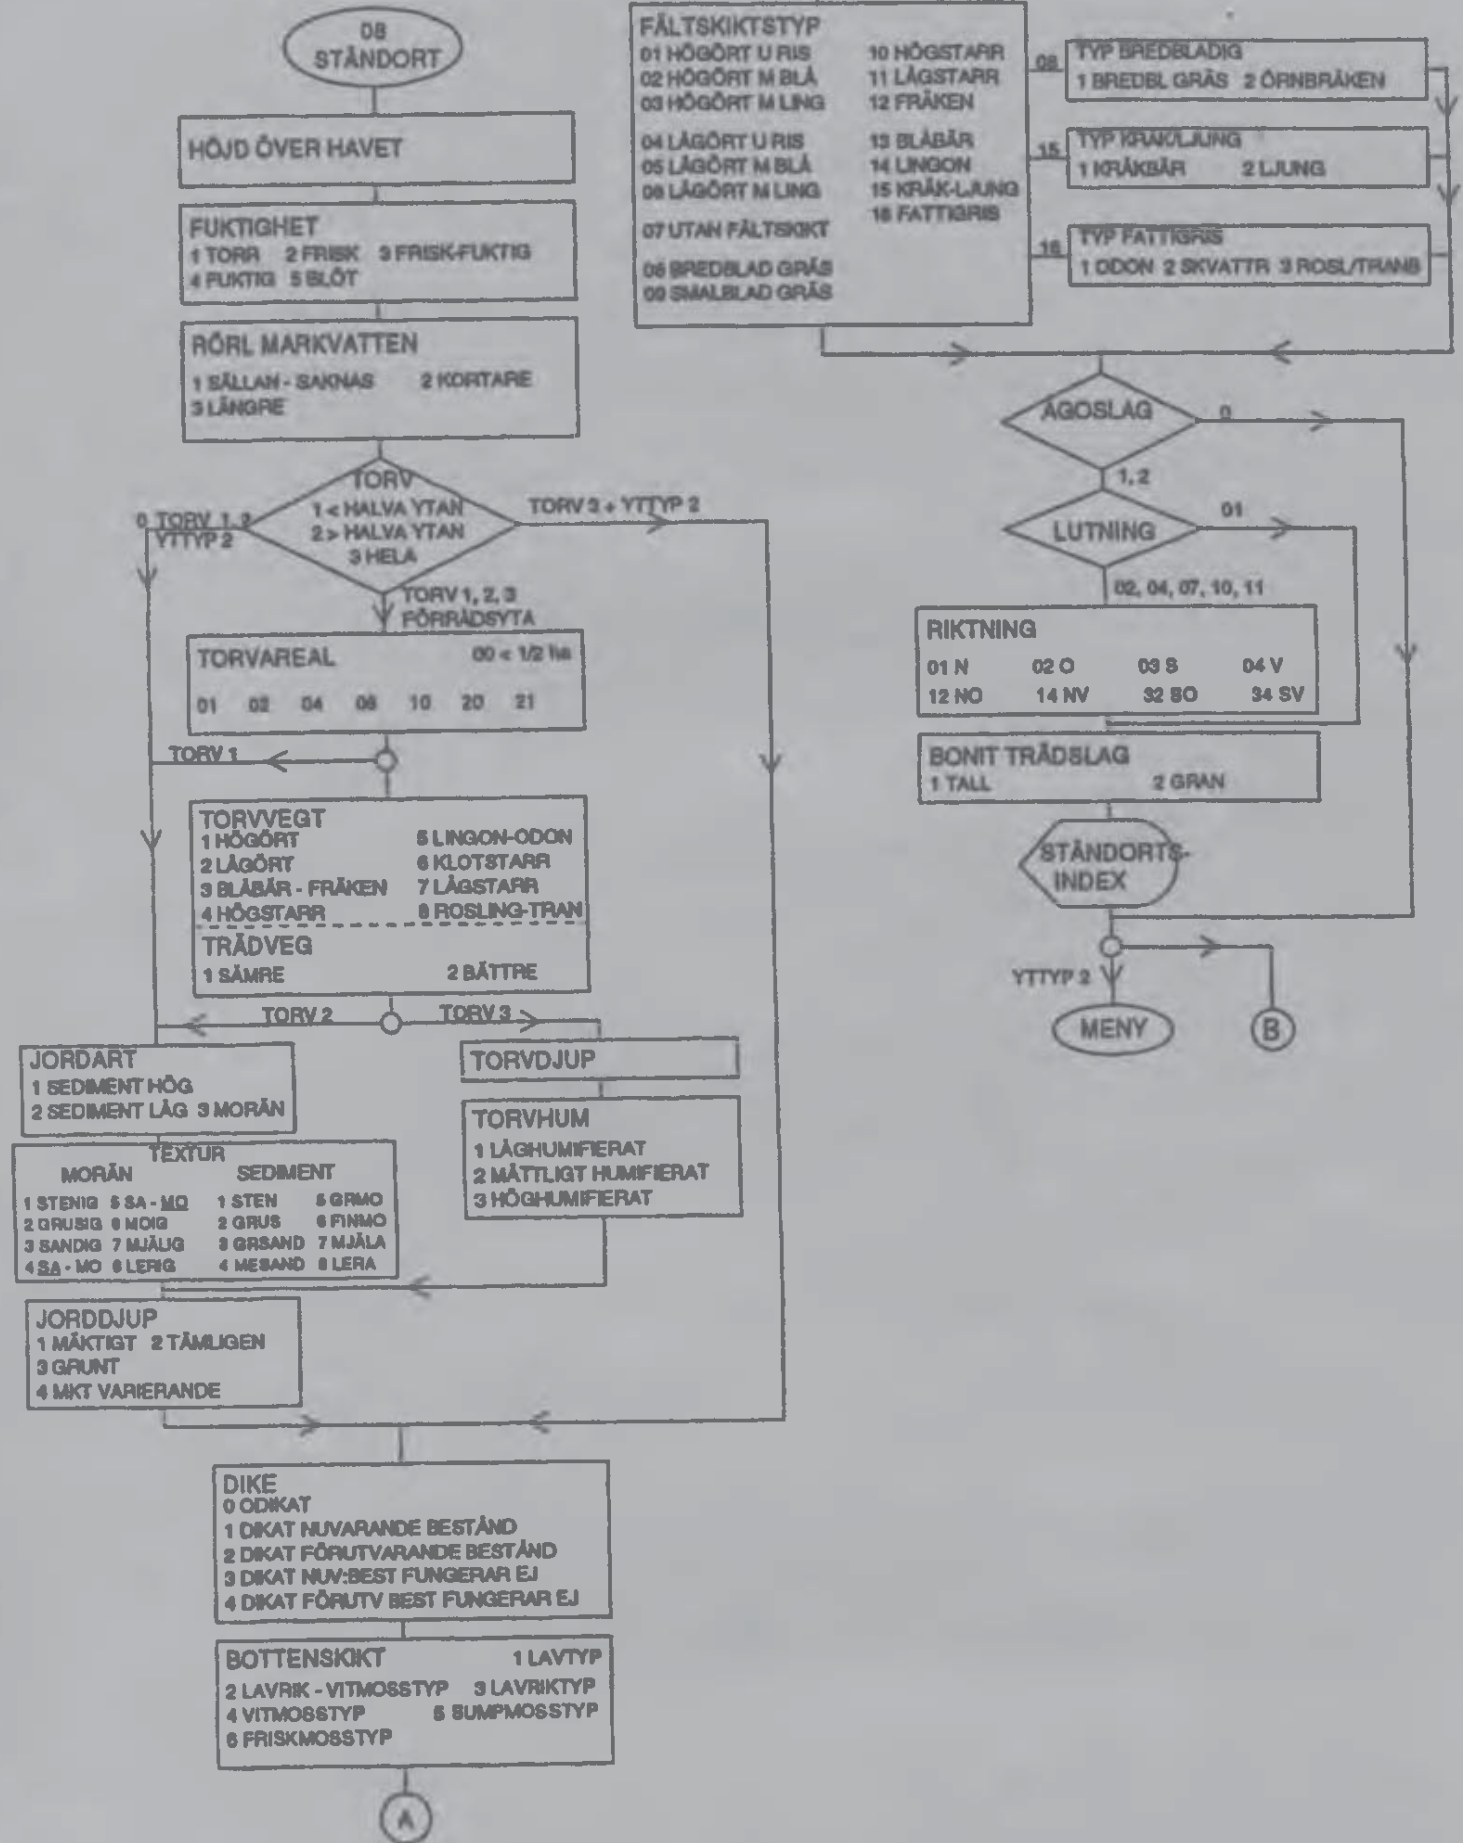 08
STÅNDORT
HÖJD ÖVER HAVET
FUKTIGHET
1 TORR 2 FRISK 3 FRISK-FUKTIG
4 FUKTIG 5 BLÖT
RÖRL MARKVATTEN
1 SÄLLAN - SAKNAS 2 KORTARE
3 LÄNGRE
TORV
1 < HALVA YTAN
2 > HALVA YTAN
3 HELA
0 TORV 1, 2
YTTYP 2
TORV 3 + YTTYP 2
TORV 1, 2, 3
FÖRRÅDSYTA
TORVAREAL 00 < 1/2 ha
01 02 04 06 10 20 21
TORV 1
TORVVEGT
1 HÖGÖRT 5 LINGON-ODON
2 LÅGÖRT 6 KLOTSTARR
3 BLÅBÄR - FRÄKEN 7 LÅGSTARR
4 HÖGSTARR 8 ROSLING-TRAN
TRÄDVEG
1 SÄMRE 2 BÄTTRE
TORV 2 TORV 3
JORDART
1 SEDIMENT HÖG
2 SEDIMENT LÅG 3 MORÄN
TEXTUR
MORÄN SEDIMENT
1 STENIG 5 SA - MO 1 STEN 5 GRMO
2 GRUSIG 6 MOIG 2 GRUS 6 FINMO
3 SANDIG 7 MJÄLIG 3 GRSAND 7 MJÄLA
4 SA - MO 8 LERIG 4 MESAND 8 LERA
TORVDJUP
TORVHUM
1 LÅGHUMIFIERAT
2 MÅTTLIGT HUMIFIERAT
3 HÖGHUMIFIERAT
JORDDJUP
1 MÄKTIGT 2 TÄMLIGEN
3 GRUNT
4 MKT VARIERANDE
DIKE
0 ODIKAT
1 DIKAT NUVARANDE BESTÅND
2 DIKAT FÖRUTVARANDE BESTÅND
3 DIKAT NUV:BEST FUNGERAR EJ
4 DIKAT FÖRUTV BEST FUNGERAR EJ
BOTTENSKIKT 1 LAVTYP
2 LAVRIK - VITMOSSTYP 3 LAVRIKTYP
4 VITMOSSTYP 5 SUMPMOSSTYP
6 FRISKMOSSTYP
A
FÄLTSKIKTSTYP
01 HÖGÖRT U RIS 10 HÖGSTARR
02 HÖGÖRT M BLÅ 11 LÅGSTARR
03 HÖGÖRT M LING 12 FRÄKEN
04 LÅGÖRT U RIS 13 BLÅBÄR
05 LÅGÖRT M BLÅ 14 LINGON
06 LÅGÖRT M LING 15 KRÅK-LJUNG
16 FATTIGRIS
07 UTAN FÄLTSKIKT
08 BREDBLAD GRÄS
09 SMALBLAD GRÄS
08
TYP BREDBLADIG
1 BREDBL GRÄS 2 ÖRNBRÄKEN
15
TYP KRÅK/LJUNG
1 KRÅKBÄR 2 LJUNG
16
TYP FATTIGRIS
1 ODON 2 SKVATTR 3 ROSL/TRANB
ÄGOSLAG 0
1, 2
LUTNING 01
02, 04, 07, 10, 11
RIKTNING
01 N 02 O 03 S 04 V
12 NO 14 NV 32 SO 34 SV
BONIT TRÄDSLAG
1 TALL 2 GRAN
STÅNDORTS-
INDEX
YTTYP 2
MENY B